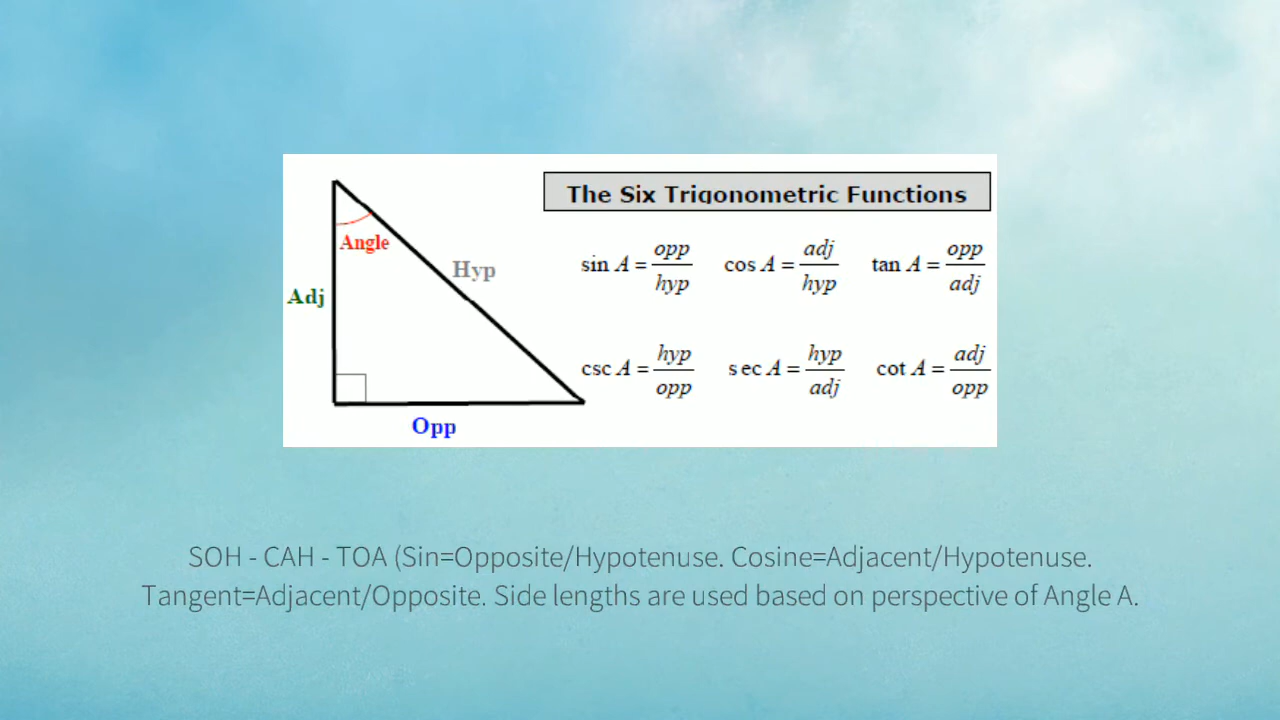 The Six Trigonometric Functions
Angle
Hyp
Adj
Opp
sin A = opp/hyp cos A = adj/hyp tan A = opp/adj
csc A = hyp/opp sec A = hyp/adj cot A = adj/opp
SOH - CAH - TOA (Sin=Opposite/Hypotenuse. Cosine=Adjacent/Hypotenuse.
Tangent=Adjacent/Opposite. Side lengths are used based on perspective of Angle A.